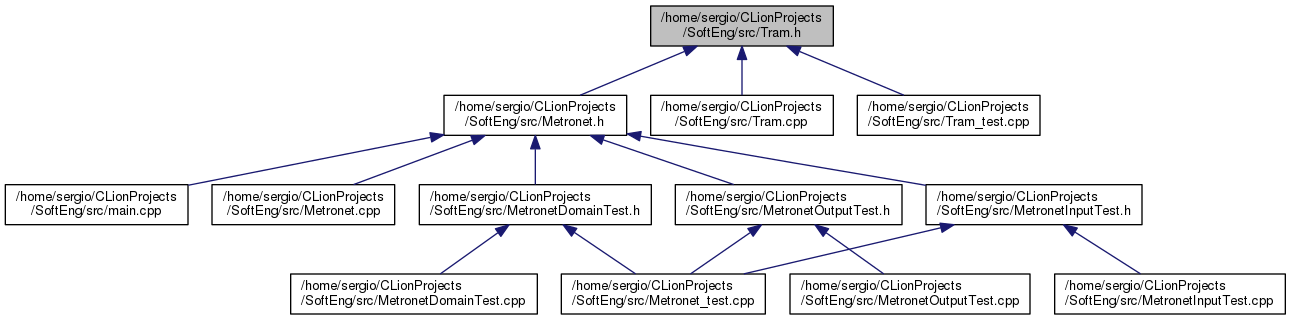 /home/sergio/CLionProjects
/SoftEng/src/Tram.h
/home/sergio/CLionProjects
/SoftEng/src/Metronet.h
/home/sergio/CLionProjects
/SoftEng/src/Tram.cpp
/home/sergio/CLionProjects
/SoftEng/src/Tram_test.cpp
/home/sergio/CLionProjects
/SoftEng/src/main.cpp
/home/sergio/CLionProjects
/SoftEng/src/Metronet.cpp
/home/sergio/CLionProjects
/SoftEng/src/MetronetDomainTest.h
/home/sergio/CLionProjects
/SoftEng/src/MetronetOutputTest.h
/home/sergio/CLionProjects
/SoftEng/src/MetronetInputTest.h
/home/sergio/CLionProjects
/SoftEng/src/MetronetDomainTest.cpp
/home/sergio/CLionProjects
/SoftEng/src/Metronet_test.cpp
/home/sergio/CLionProjects
/SoftEng/src/MetronetOutputTest.cpp
/home/sergio/CLionProjects
/SoftEng/src/MetronetInputTest.cpp